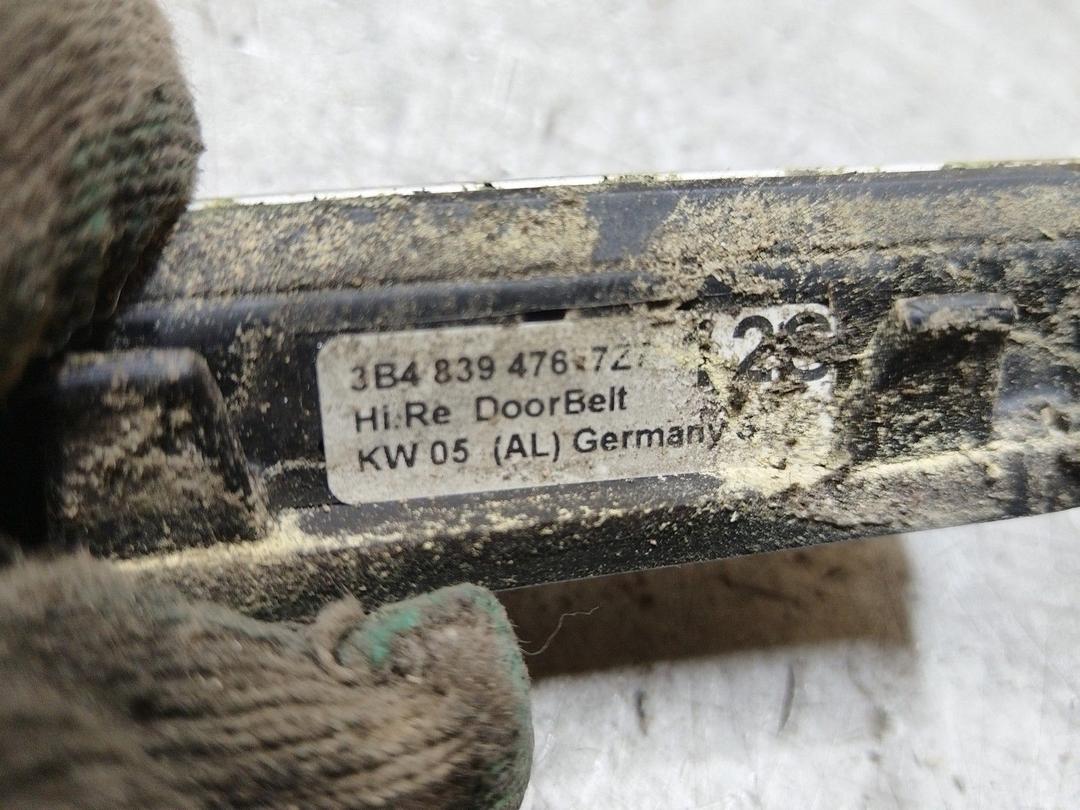 3B4 839 476
Hi.Re DoorBelt
KW 05 (AL) Germany